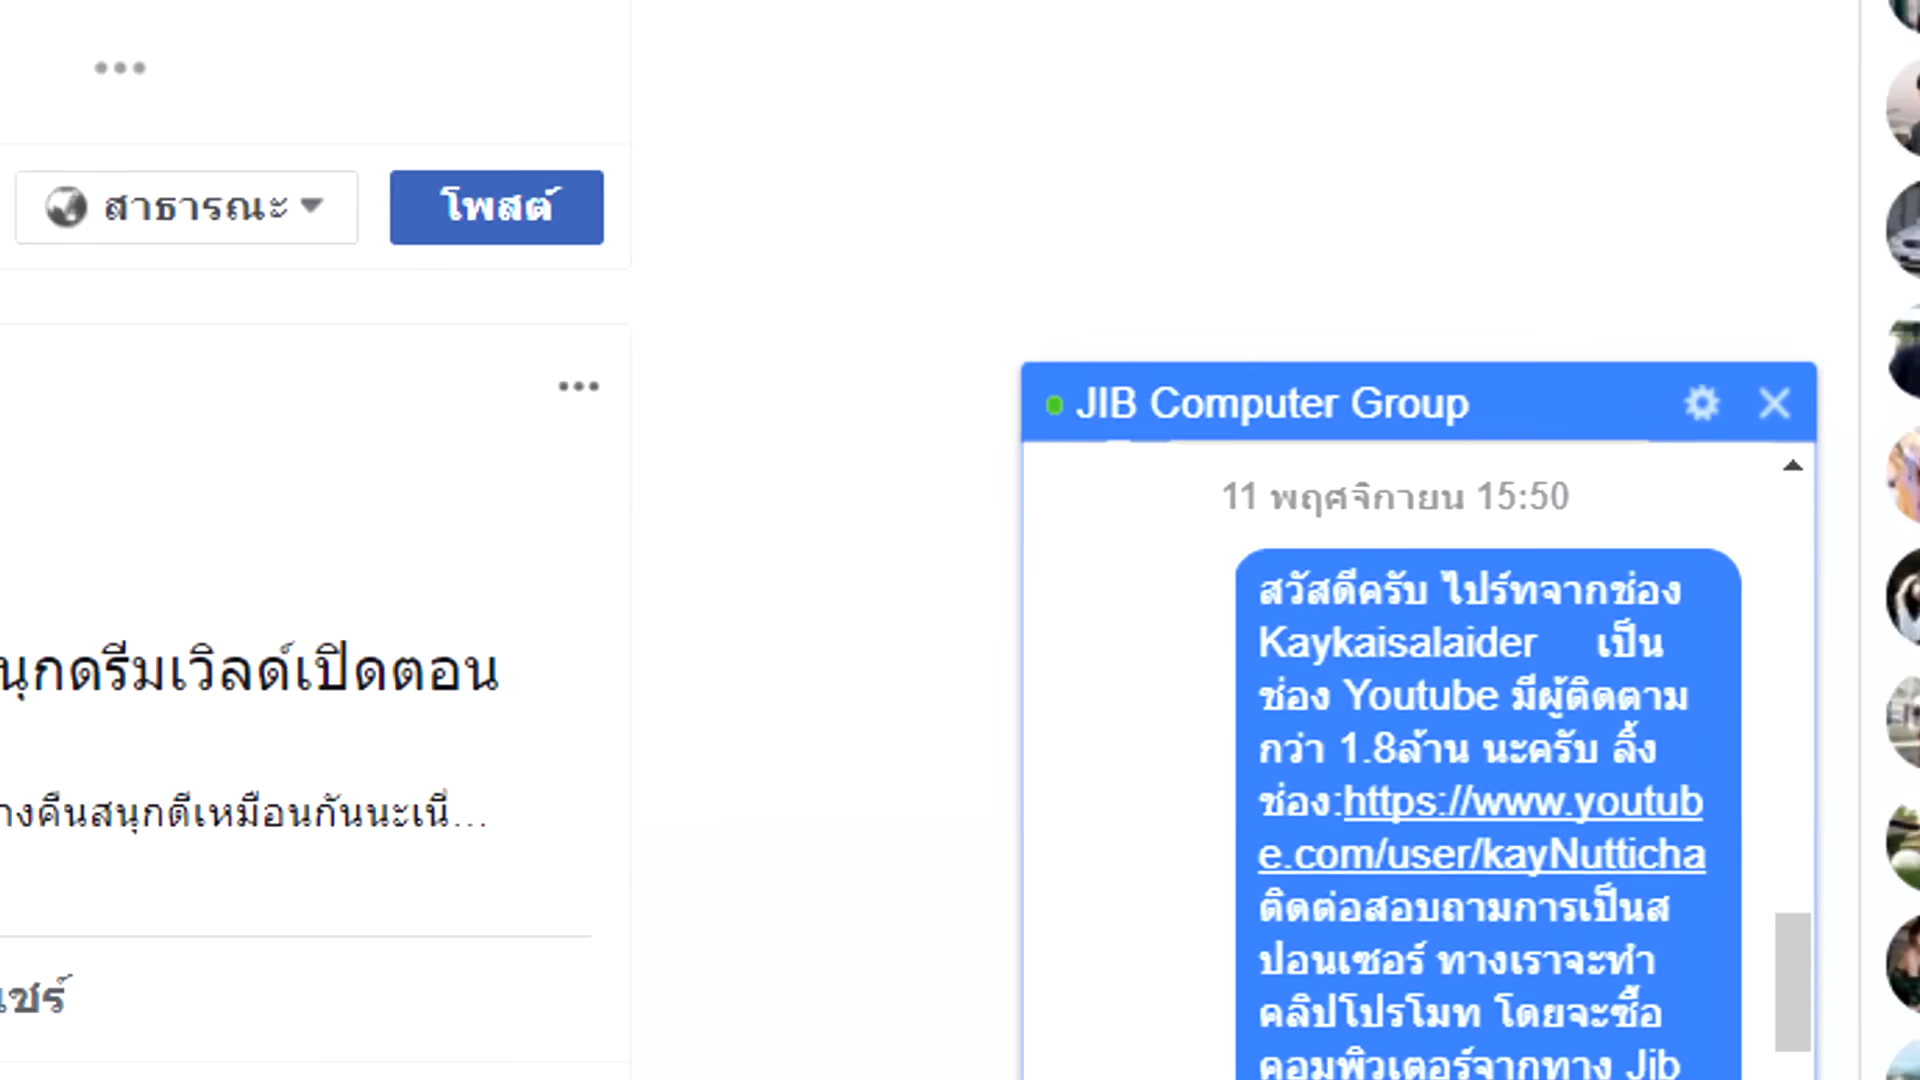 สาธารณะ
โพสต์
นุกดรีมเวิลด์เปิดตอน
างคืนสนุกดีเหมือนกันนะเนี่...
แชร์
JIB Computer Group
11 พฤศจิกายน 15:50
สวัสดีครับ ไปร์ทจากช่อง
Kaykaisalaider เป็น
ช่อง Youtube มีผู้ติดตาม
กว่า 1.8ล้าน นะครับ ลิ้ง
ช่อง:https://www.youtub
e.com/user/kayNutticha
ติดต่อสอบถามการเป็นส
ปอนเซอร์ ทางเราจะทำ
คลิปโปรโมท โดยจะซื้อ
คอมพิวเตอร์จากทาง Jib